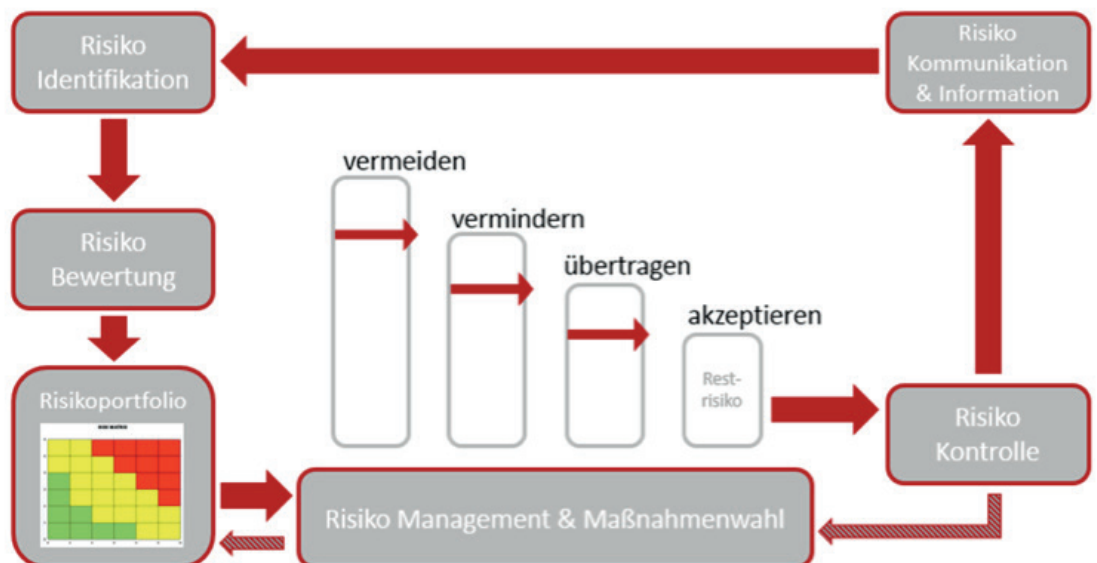 Risiko
Identifikation
Risiko
Kommunikation
& Information
vermeiden
vermindern
Risiko
Bewertung
übertragen
akzeptieren
Rest-
risiko
Risikoportfolio
Risiko
Kontrolle
Risiko Management & Maßnahmenwahl